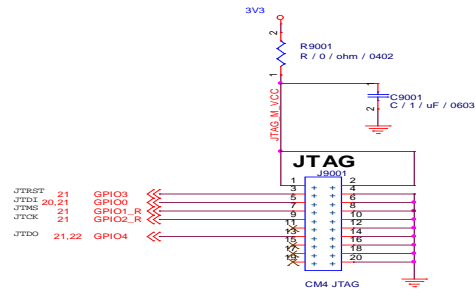 3V3
2
R9001
R / 0 / ohm / 0402
1
JTAG_M_VCC
1
C9001
C / 1 / uF / 0603
2
JTAG
J9001
1 2
JTRST 21 GPIO3 3 4
JTDI 20,21 GPIO0 5 6
JTMS 21 GPIO1_R 7 8
JTCK 21 GPIO2_R 9 10
11 12
JTDO 21,22 GPIO4 13 14
15 16
17 18
19 20
CM4 JTAG